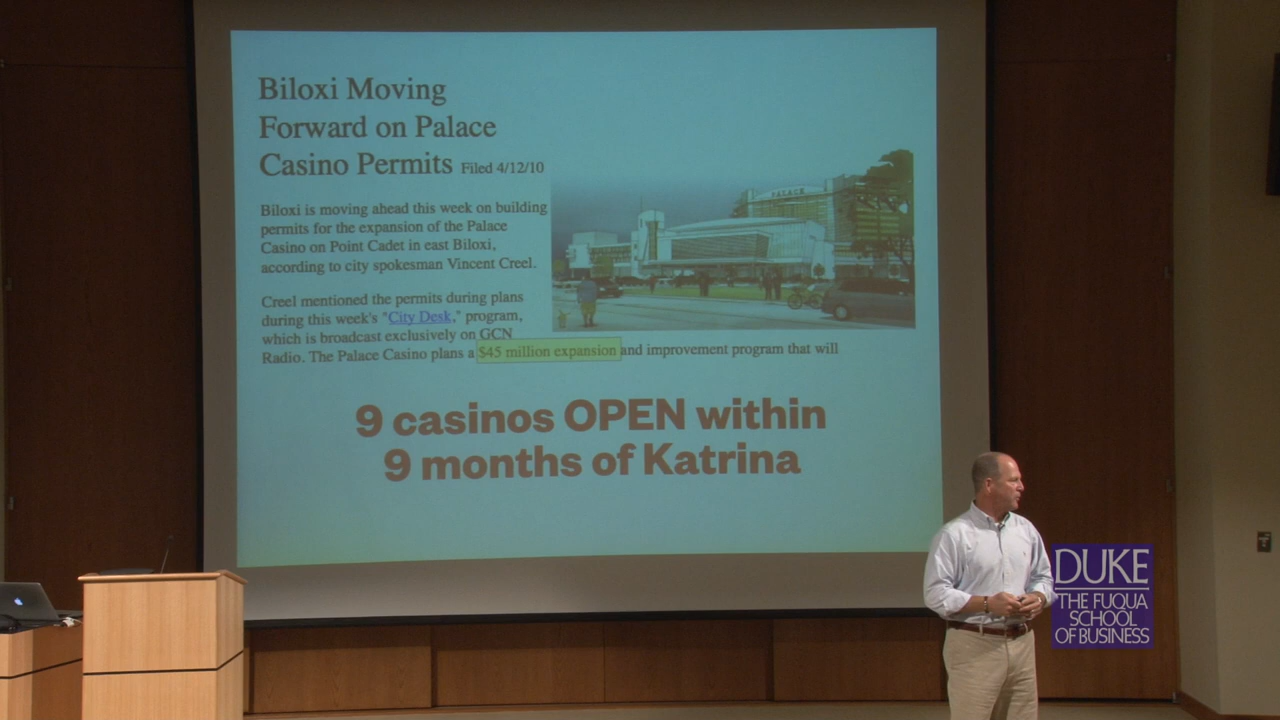 Biloxi Moving
Forward on Palace
Casino Permits Filed 4/12/10
Biloxi is moving ahead this week on building
permits for the expansion of the Palace
Casino on Point Cadet in east Biloxi,
according to city spokesman Vincent Creel.
Creel mentioned the permits during plans
during this week's "City Desk," program,
which is broadcast exclusively on GCN
Radio. The Palace Casino plans a $45 million expansion and improvement program that will
PALACE
9 casinos OPEN within
9 months of Katrina
DUKE
THE FUQUA
SCHOOL
OF BUSINESS